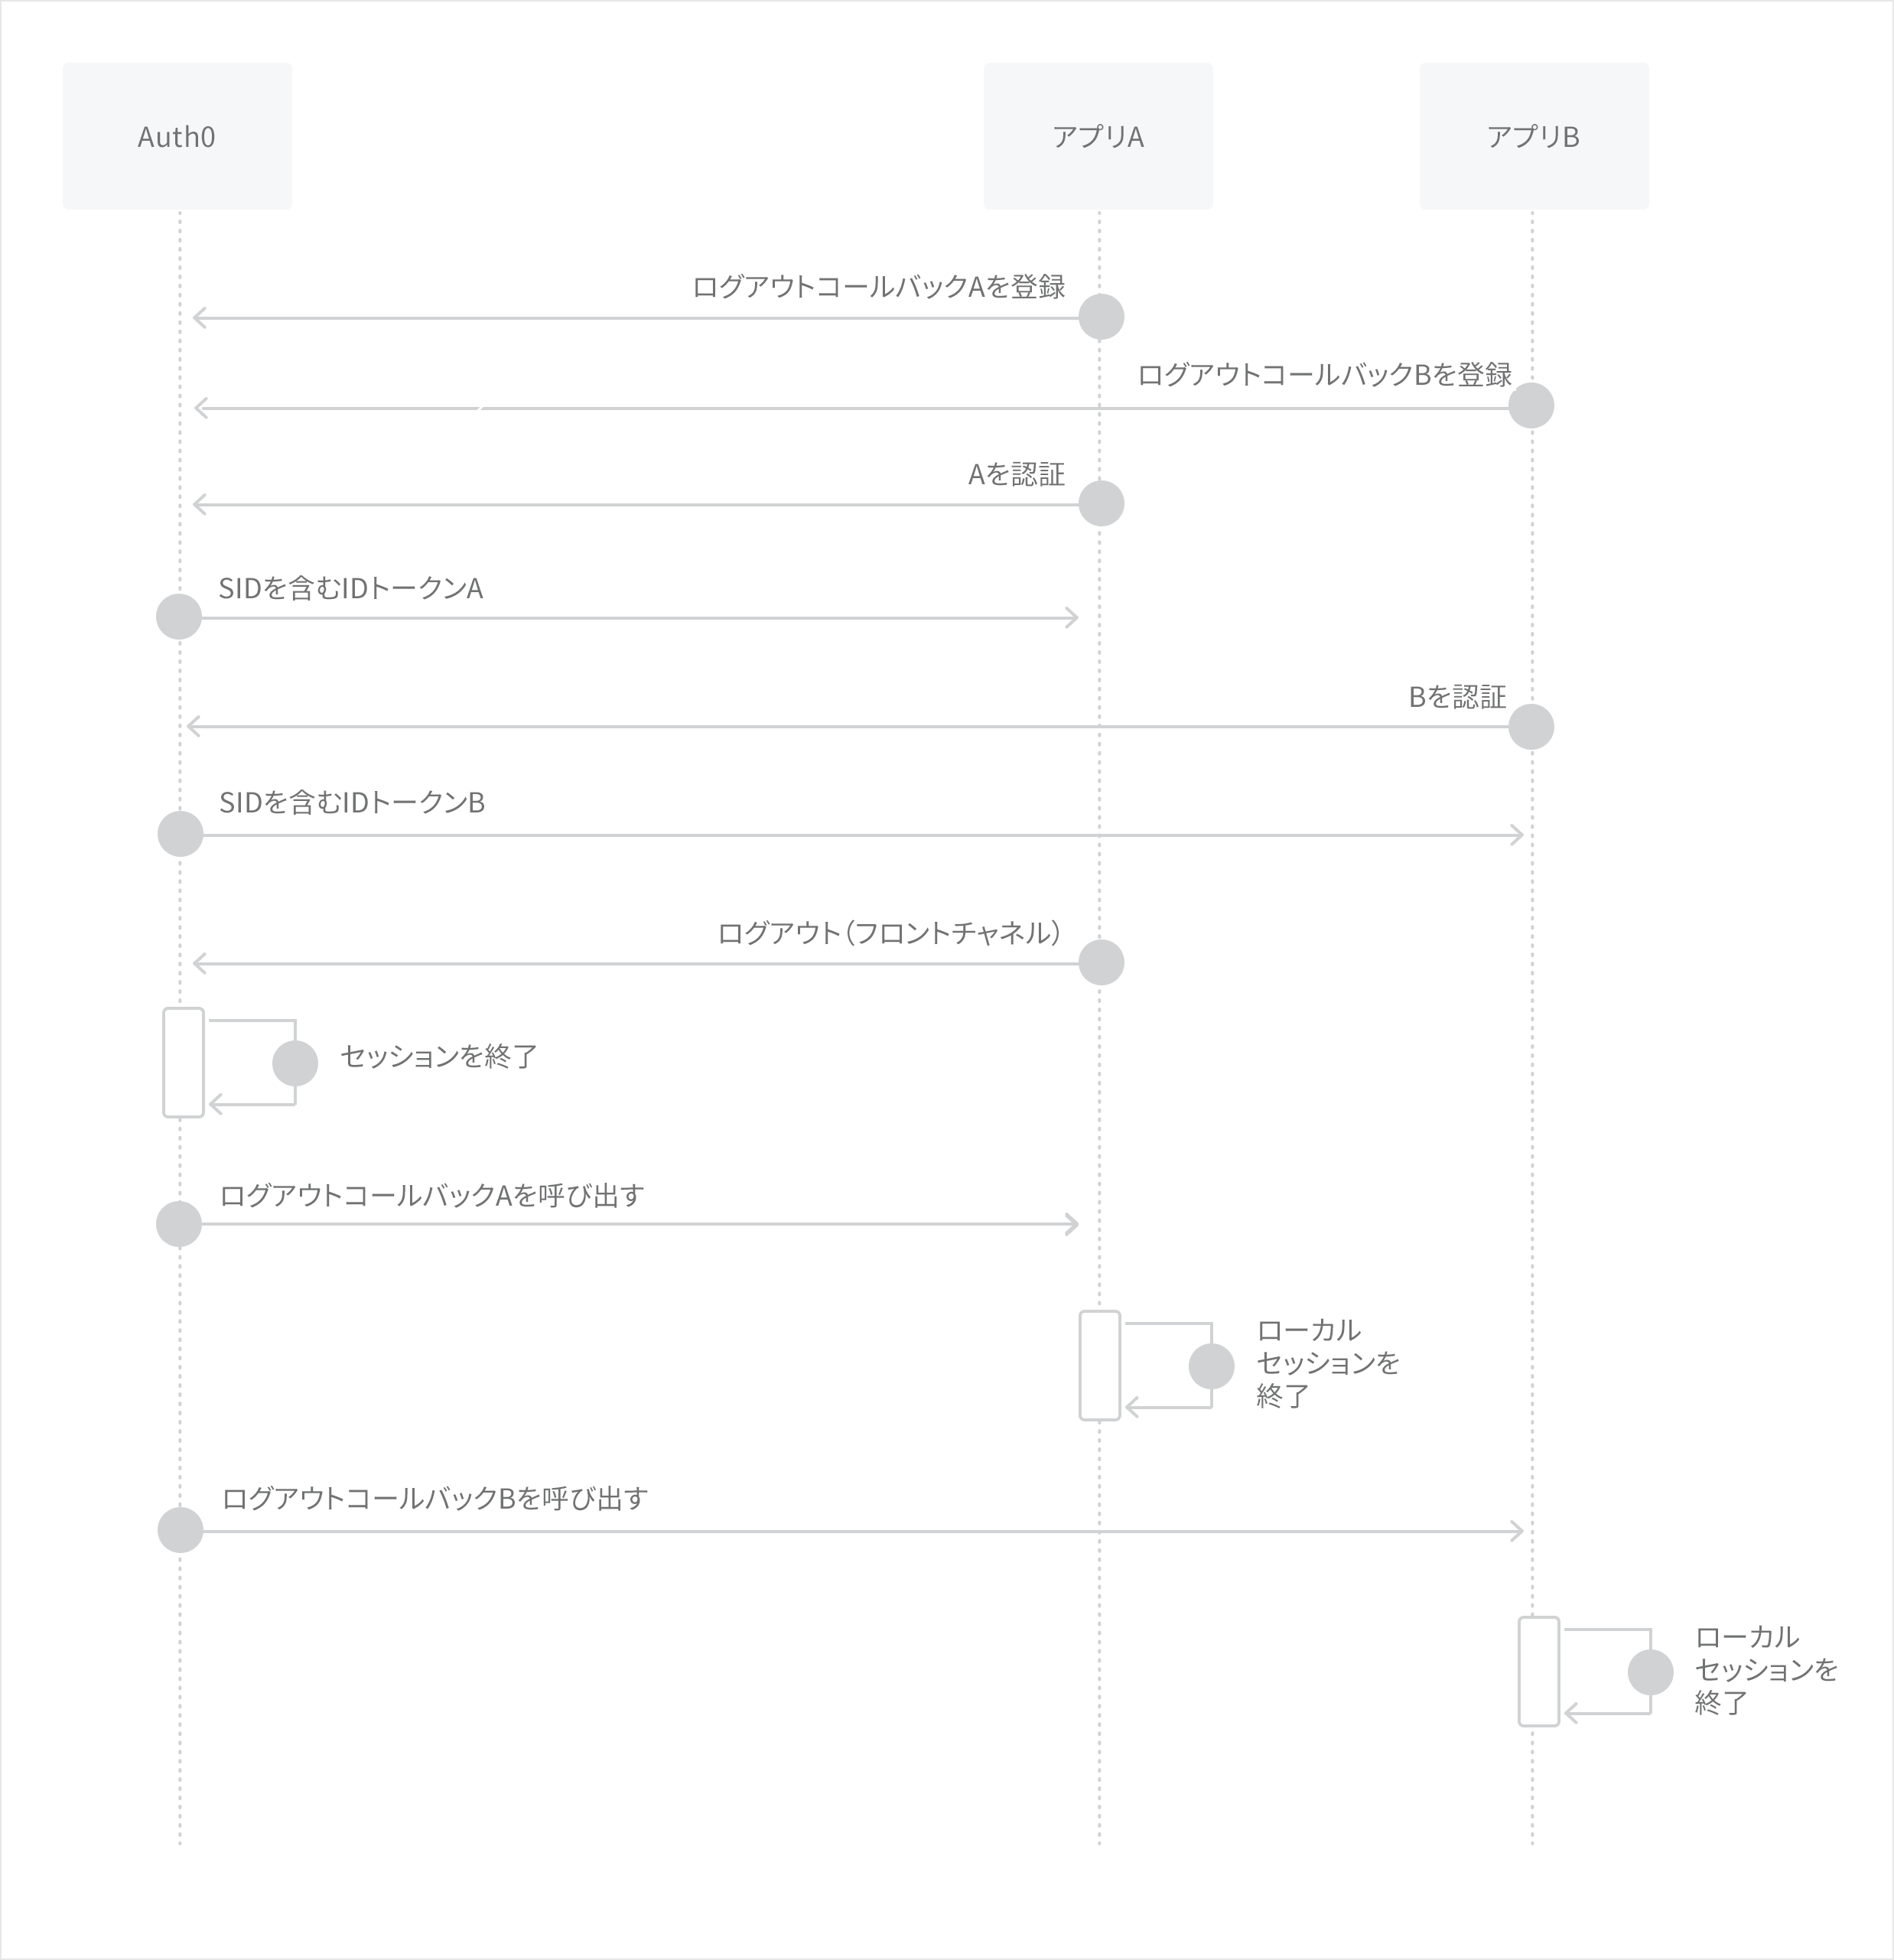 Auth0
アプリA
アプリB
ログアウトコールバックAを登録
ログアウトコールバックBを登録
Aを認証
SIDを含むIDトークンA
Bを認証
SIDを含むIDトークンB
ログアウト（フロントチャネル）
セッションを終了
ログアウトコールバックAを呼び出す
ローカル
セッションを
終了
ログアウトコールバックBを呼び出す
ローカル
セッションを
終了